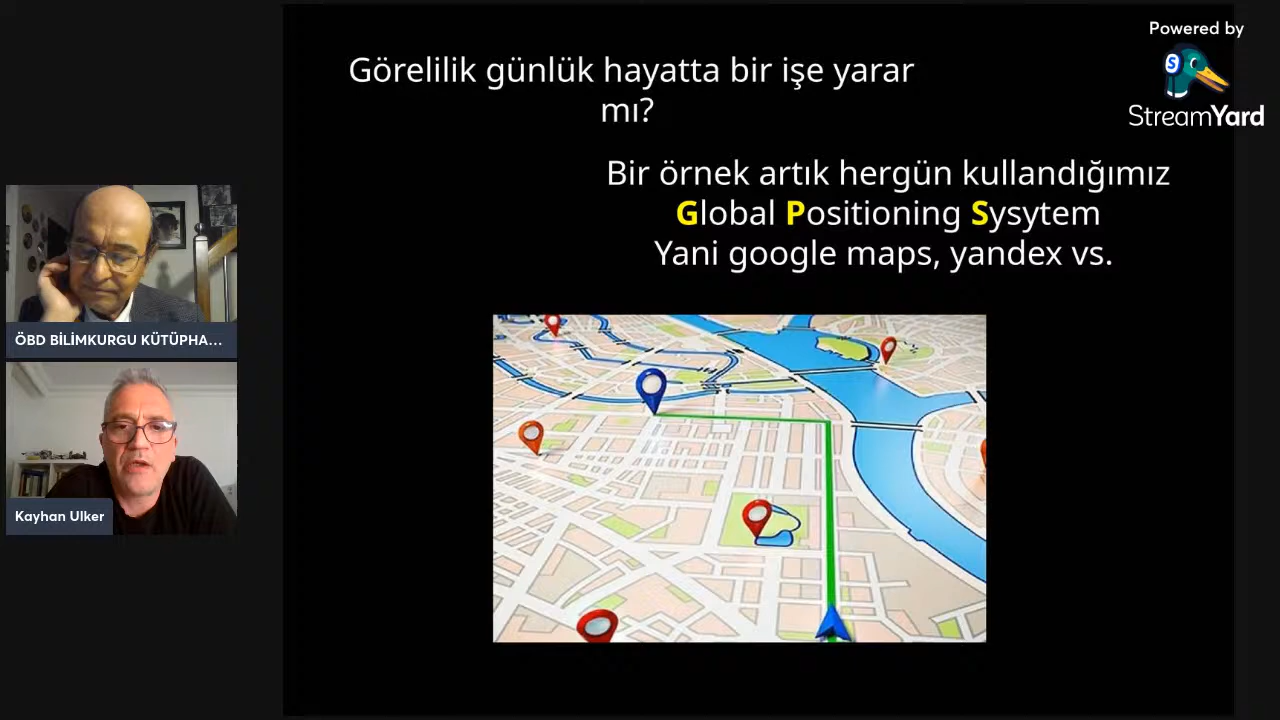 Görelilik günlük hayatta bir işe yarar
mı?
Bir örnek artık hergün kullandığımız
Global Positioning Sysytem
Yani google maps, yandex vs.
Powered by
S
StreamYard
ÖBD BİLİMKURGU KÜTÜPHA...
Kayhan Ulker